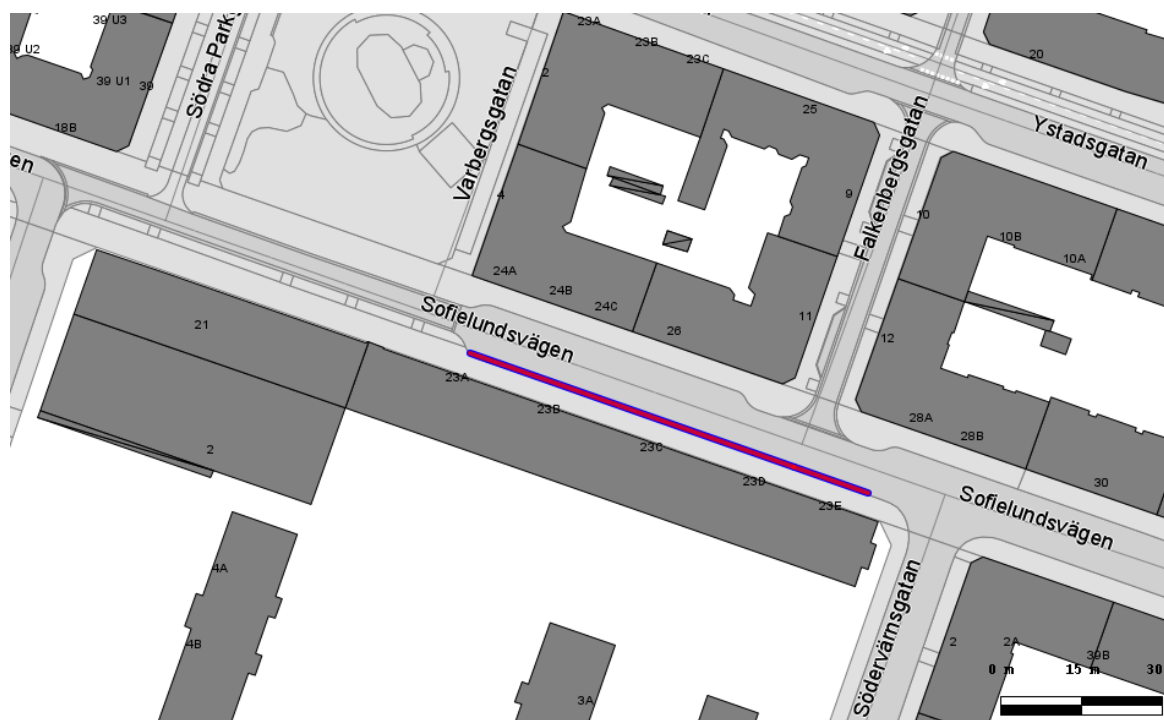 39 U3
23A
39 U2
23B
Södra Park
23C
20
39 U1
39
2
25
18B
Varbergsgatan
Falkenbergsgatan
Ystadsgatan
en
4
9
10
10B
10A
24A
24B
24C
Sofielundsvägen
11
26
12
21
23A
28A
23B
28B
23C
2
23D
30
23E
Sofielundsvägen
4A
Södervärnsgatan
4B
2
2A
39B
0 m 15 m 30
3A